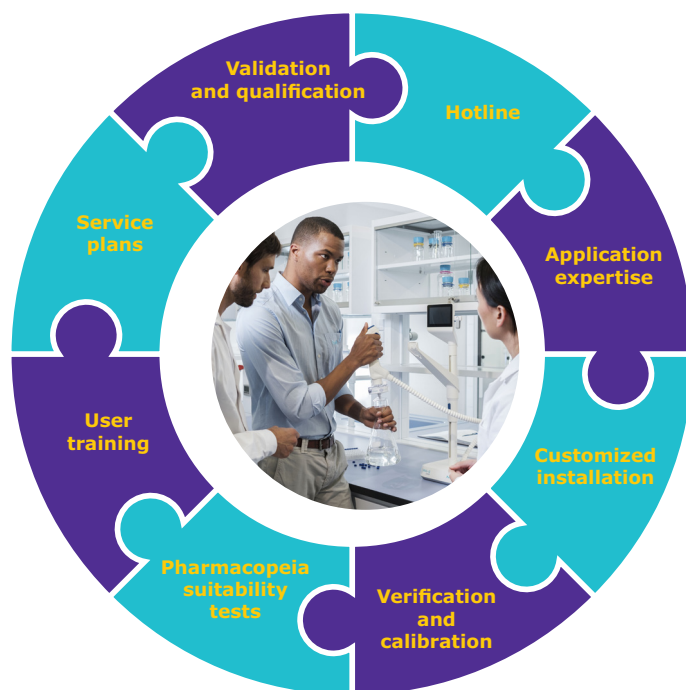 Validation
and qualification
Hotline
Application
expertise
Customized
installation
Verification
and
calibration
Pharmacopeia
suitability
tests
User
training
Service
plans